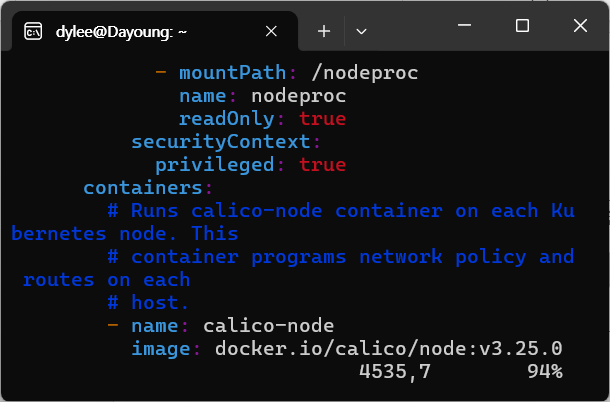 dylee@Dayoung: ~
- mountPath: /nodeproc
name: nodeproc
readOnly: true
securityContext:
privileged: true
containers:
# Runs calico-node container on each Ku
bernetes node. This
# container programs network policy and
routes on each
# host.
- name: calico-node
image: docker.io/calico/node:v3.25.0
4535,7 94%